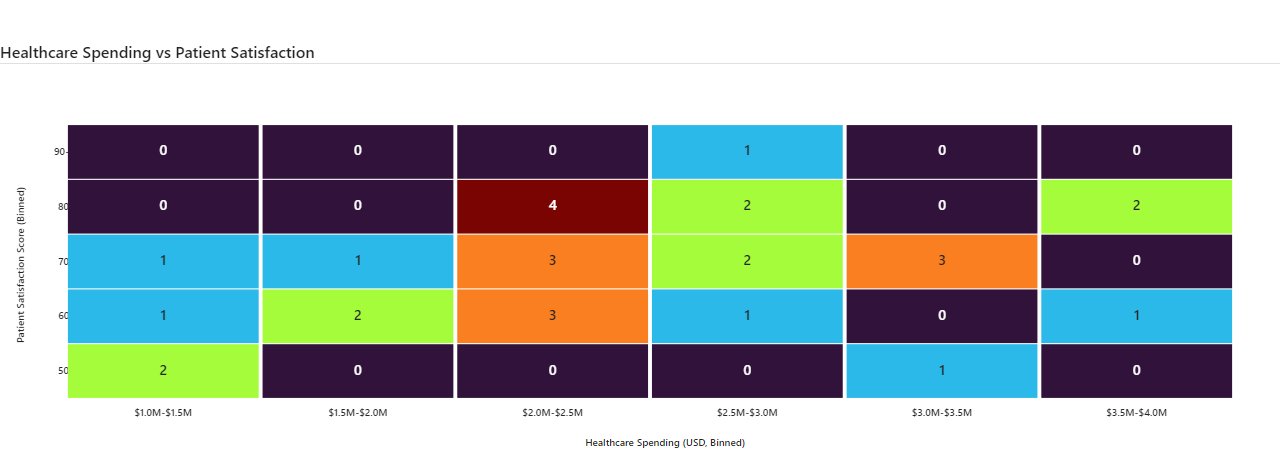 Healthcare Spending vs Patient Satisfaction
Patient Satisfaction Score (Binned)
90 0 0 0 1 0 0
80 0 0 4 2 0 2
70 1 1 3 2 3 0
60 1 2 3 1 0 1
50 2 0 0 0 1 0
$1.0M-$1.5M $1.5M-$2.0M $2.0M-$2.5M $2.5M-$3.0M $3.0M-$3.5M $3.5M-$4.0M
Healthcare Spending (USD, Binned)